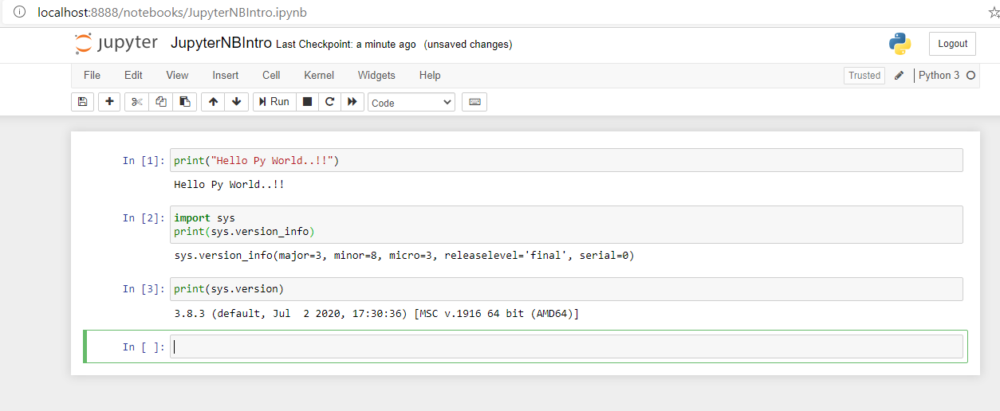 localhost:8888/notebooks/JupyterNBIntro.ipynb
jupyter JupyterNBIntro Last Checkpoint: a minute ago (unsaved changes) Logout
File Edit View Insert Cell Kernel Widgets Help Trusted Python 3
Run Code
In [1]: print("Hello Py World..!!")
Hello Py World..!!
In [2]: import sys
print(sys.version_info)
sys.version_info(major=3, minor=8, micro=3, releaselevel='final', serial=0)
In [3]: print(sys.version)
3.8.3 (default, Jul  2 2020, 17:30:36) [MSC v.1916 64 bit (AMD64)]
In [ ]: